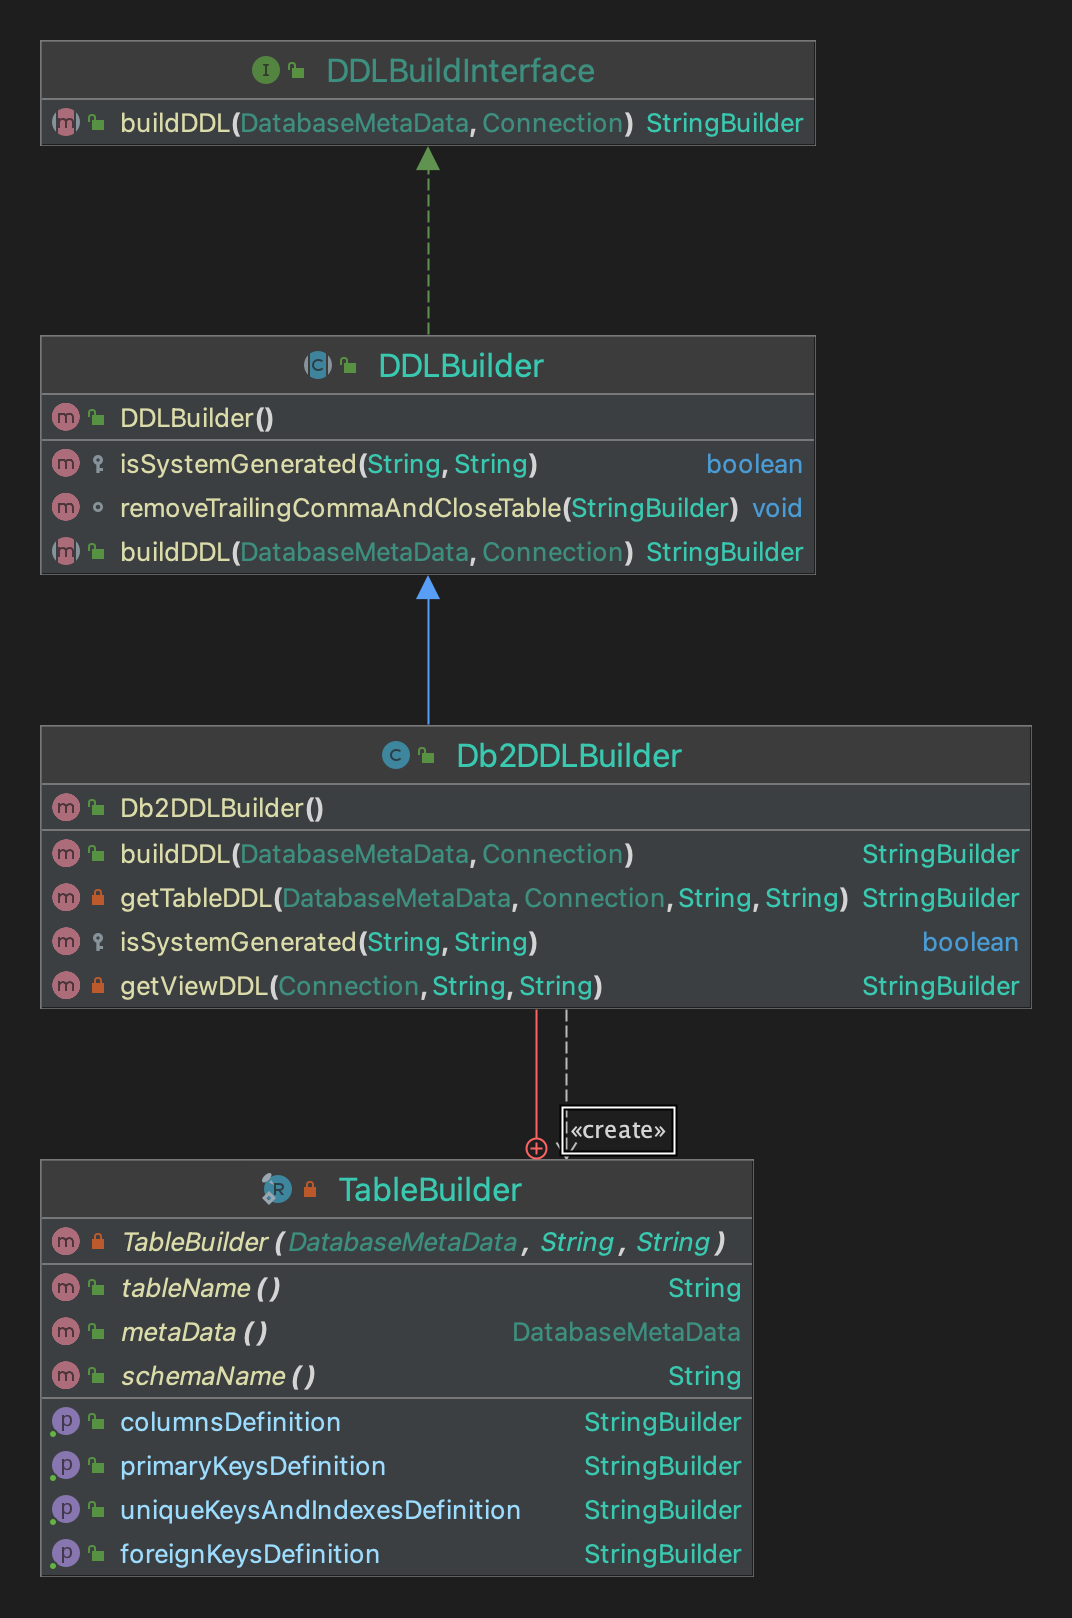 I DDLBuildInterface
m buildDDL(DatabaseMetaData, Connection) StringBuilder
C DDLBuilder
m DDLBuilder()
m isSystemGenerated(String, String) boolean
m removeTrailingCommaAndCloseTable(StringBuilder) void
m buildDDL(DatabaseMetaData, Connection) StringBuilder
C Db2DDLBuilder
m Db2DDLBuilder()
m buildDDL(DatabaseMetaData, Connection) StringBuilder
m getTableDDL(DatabaseMetaData, Connection, String, String) StringBuilder
m isSystemGenerated(String, String) boolean
m getViewDDL(Connection, String, String) StringBuilder
«create»
R TableBuilder
m TableBuilder(DatabaseMetaData, String, String)
m tableName() String
m metaData() DatabaseMetaData
m schemaName() String
p columnsDefinition StringBuilder
p primaryKeysDefinition StringBuilder
p uniqueKeysAndIndexesDefinition StringBuilder
p foreignKeysDefinition StringBuilder